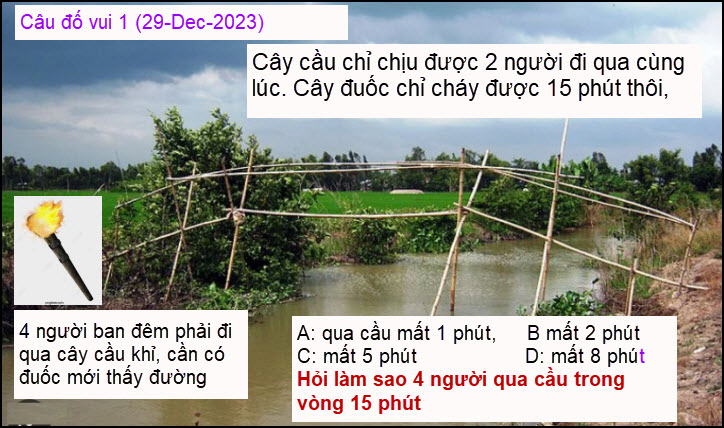 Câu đố vui 1 (29-Dec-2023)
Cây cầu chỉ chịu được 2 người đi qua cùng
lúc. Cây đuốc chỉ cháy được 15 phút thôi,
4 người ban đêm phải đi
qua cây cầu khỉ, cần có
đuốc mới thấy đường
A: qua cầu mất 1 phút, B mất 2 phút
C: mất 5 phút D: mất 8 phút
Hỏi làm sao 4 người qua cầu trong
vòng 15 phút